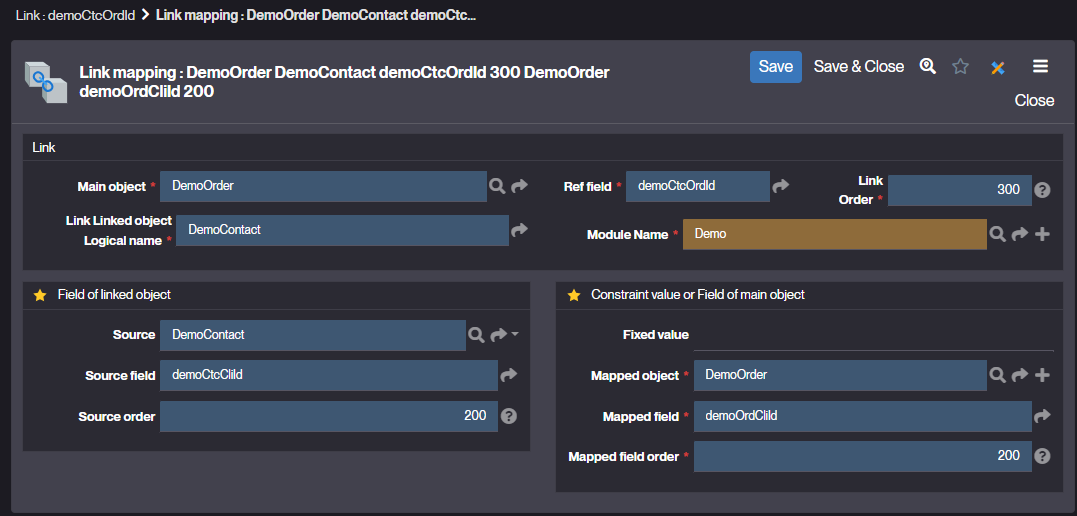 Link : demoCtcOrdId > Link mapping : DemoOrder DemoContact demoCtc...
Link mapping : DemoOrder DemoContact demoCtcOrdId 300 DemoOrder
demoOrdCliId 200
Save Save & Close
Close
Link
Main object * DemoOrder
Ref field * demoCtcOrdId
Link
Order * 300
Link Linked object
Logical name * DemoContact
Module Name * Demo
Field of linked object
Source DemoContact
Source field demoCtcCliId
Source order 200
Constraint value or Field of main object
Fixed value
Mapped object * DemoOrder
Mapped field * demoOrdCliId
Mapped field order * 200